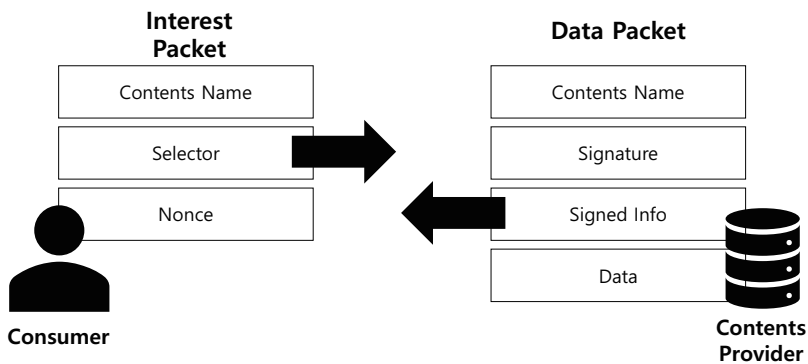 Interest
Packet
Contents Name
Selector
Nonce
Consumer
Data Packet
Contents Name
Signature
Signed Info
Data
Contents
Provider